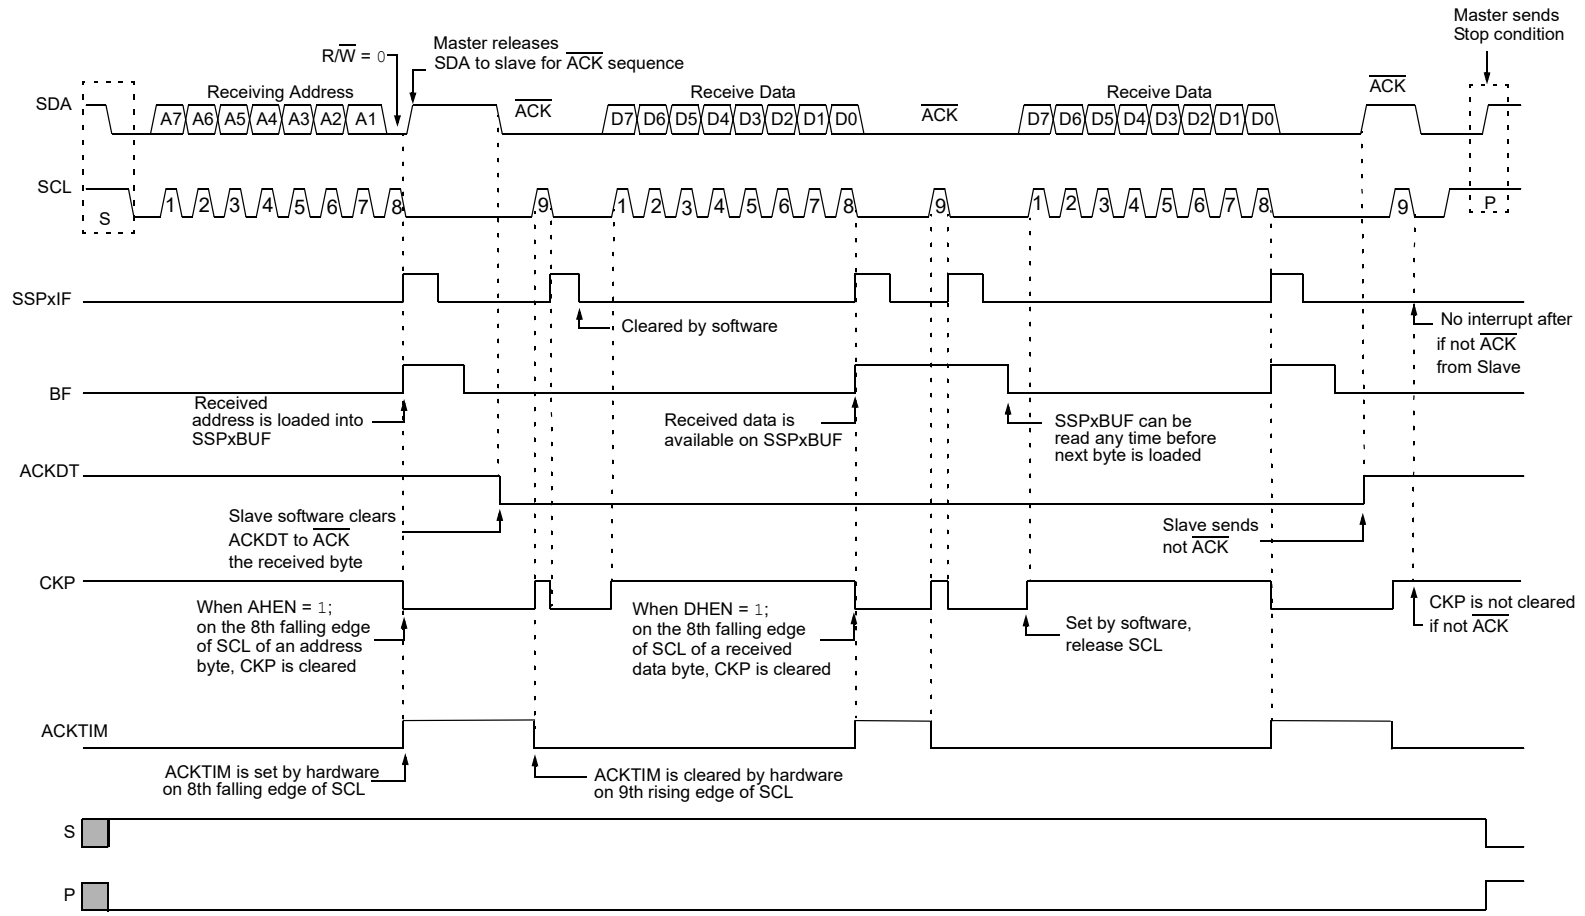 Master sends
Stop condition
Master releases
SDA to slave for ACK sequence
R/W = 0
SDA
Receiving Address
A7 A6 A5 A4 A3 A2 A1
ACK
Receive Data
D7 D6 D5 D4 D3 D2 D1 D0
ACK
Receive Data
D7 D6 D5 D4 D3 D2 D1 D0
ACK
SCL
S
1 2 3 4 5 6 7 8 9 1 2 3 4 5 6 7 8 9 1 2 3 4 5 6 7 8 9
P
SSPxIF
Cleared by software
No interrupt after
if not ACK
from Slave
BF
Received
address is loaded into
SSPxBUF
Received data is
available on SSPxBUF
SSPxBUF can be
read any time before
next byte is loaded
ACKDT
Slave software clears
ACKDT to ACK
the received byte
Slave sends
not ACK
CKP
When AHEN = 1;
on the 8th falling edge
of SCL of an address
byte, CKP is cleared
When DHEN = 1;
on the 8th falling edge
of SCL of a received
data byte, CKP is cleared
Set by software,
release SCL
CKP is not cleared
if not ACK
ACKTIM
ACKTIM is set by hardware
on 8th falling edge of SCL
ACKTIM is cleared by hardware
on 9th rising edge of SCL
S
P